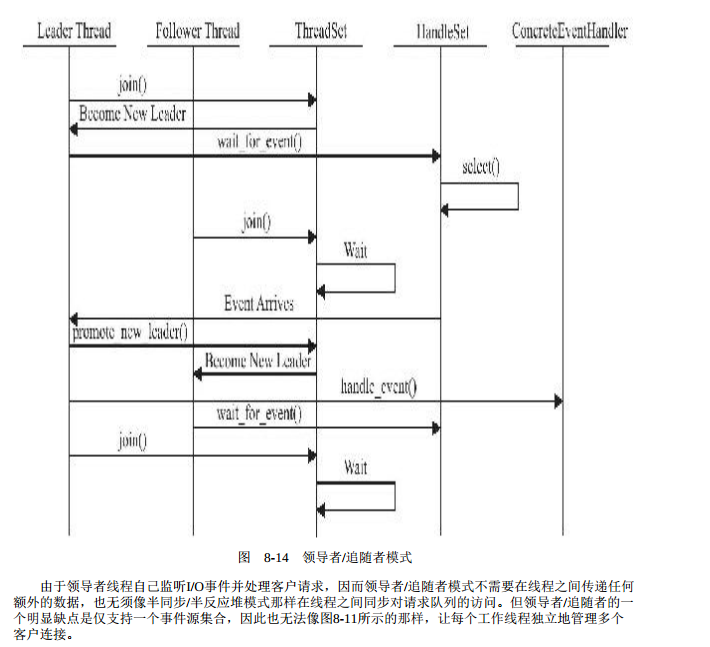 Leader Thread Follower Thread ThreadSet HandleSet ConcreteEventHandler
join()
Become New Leader
wait_for_event()
select()
join()
Wait
Event Arrives
promote_new_leader()
Become New Leader
handle_event()
wait_for_event()
join()
Wait
图 8-14 领导者/追随者模式
由于领导者线程自己监听I/O事件并处理客户请求，因而领导者/追随者模式不需要在线程之间传递任何
额外的数据，也无须像半同步/半反应堆模式那样在线程之间同步对请求队列的访问。但领导者/追随者的一
个明显缺点是仅支持一个事件源集合，因此也无法像图8-11所示的那样，让每个工作线程独立地管理多个
客户连接。